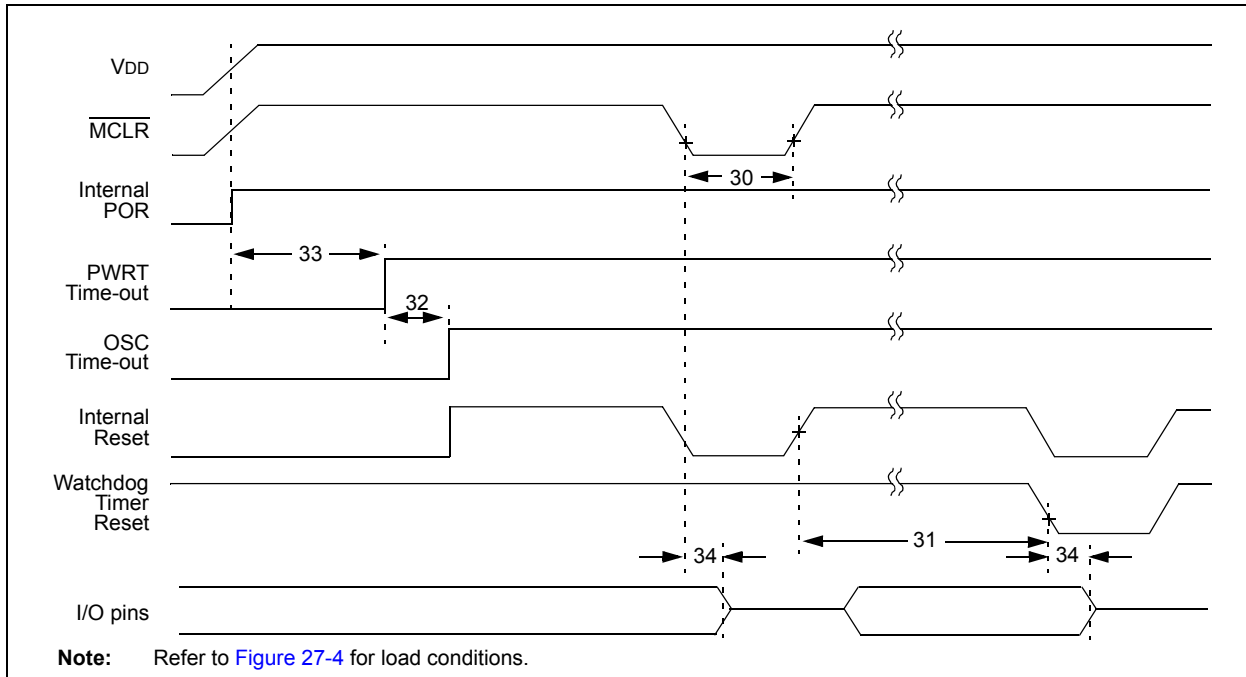 VDD
MCLR
30
Internal
POR
33
PWRT
Time-out
32
OSC
Time-out
Internal
Reset
Watchdog
Timer
Reset
31
34
34
I/O pins
Note: Refer to Figure 27-4 for load conditions.